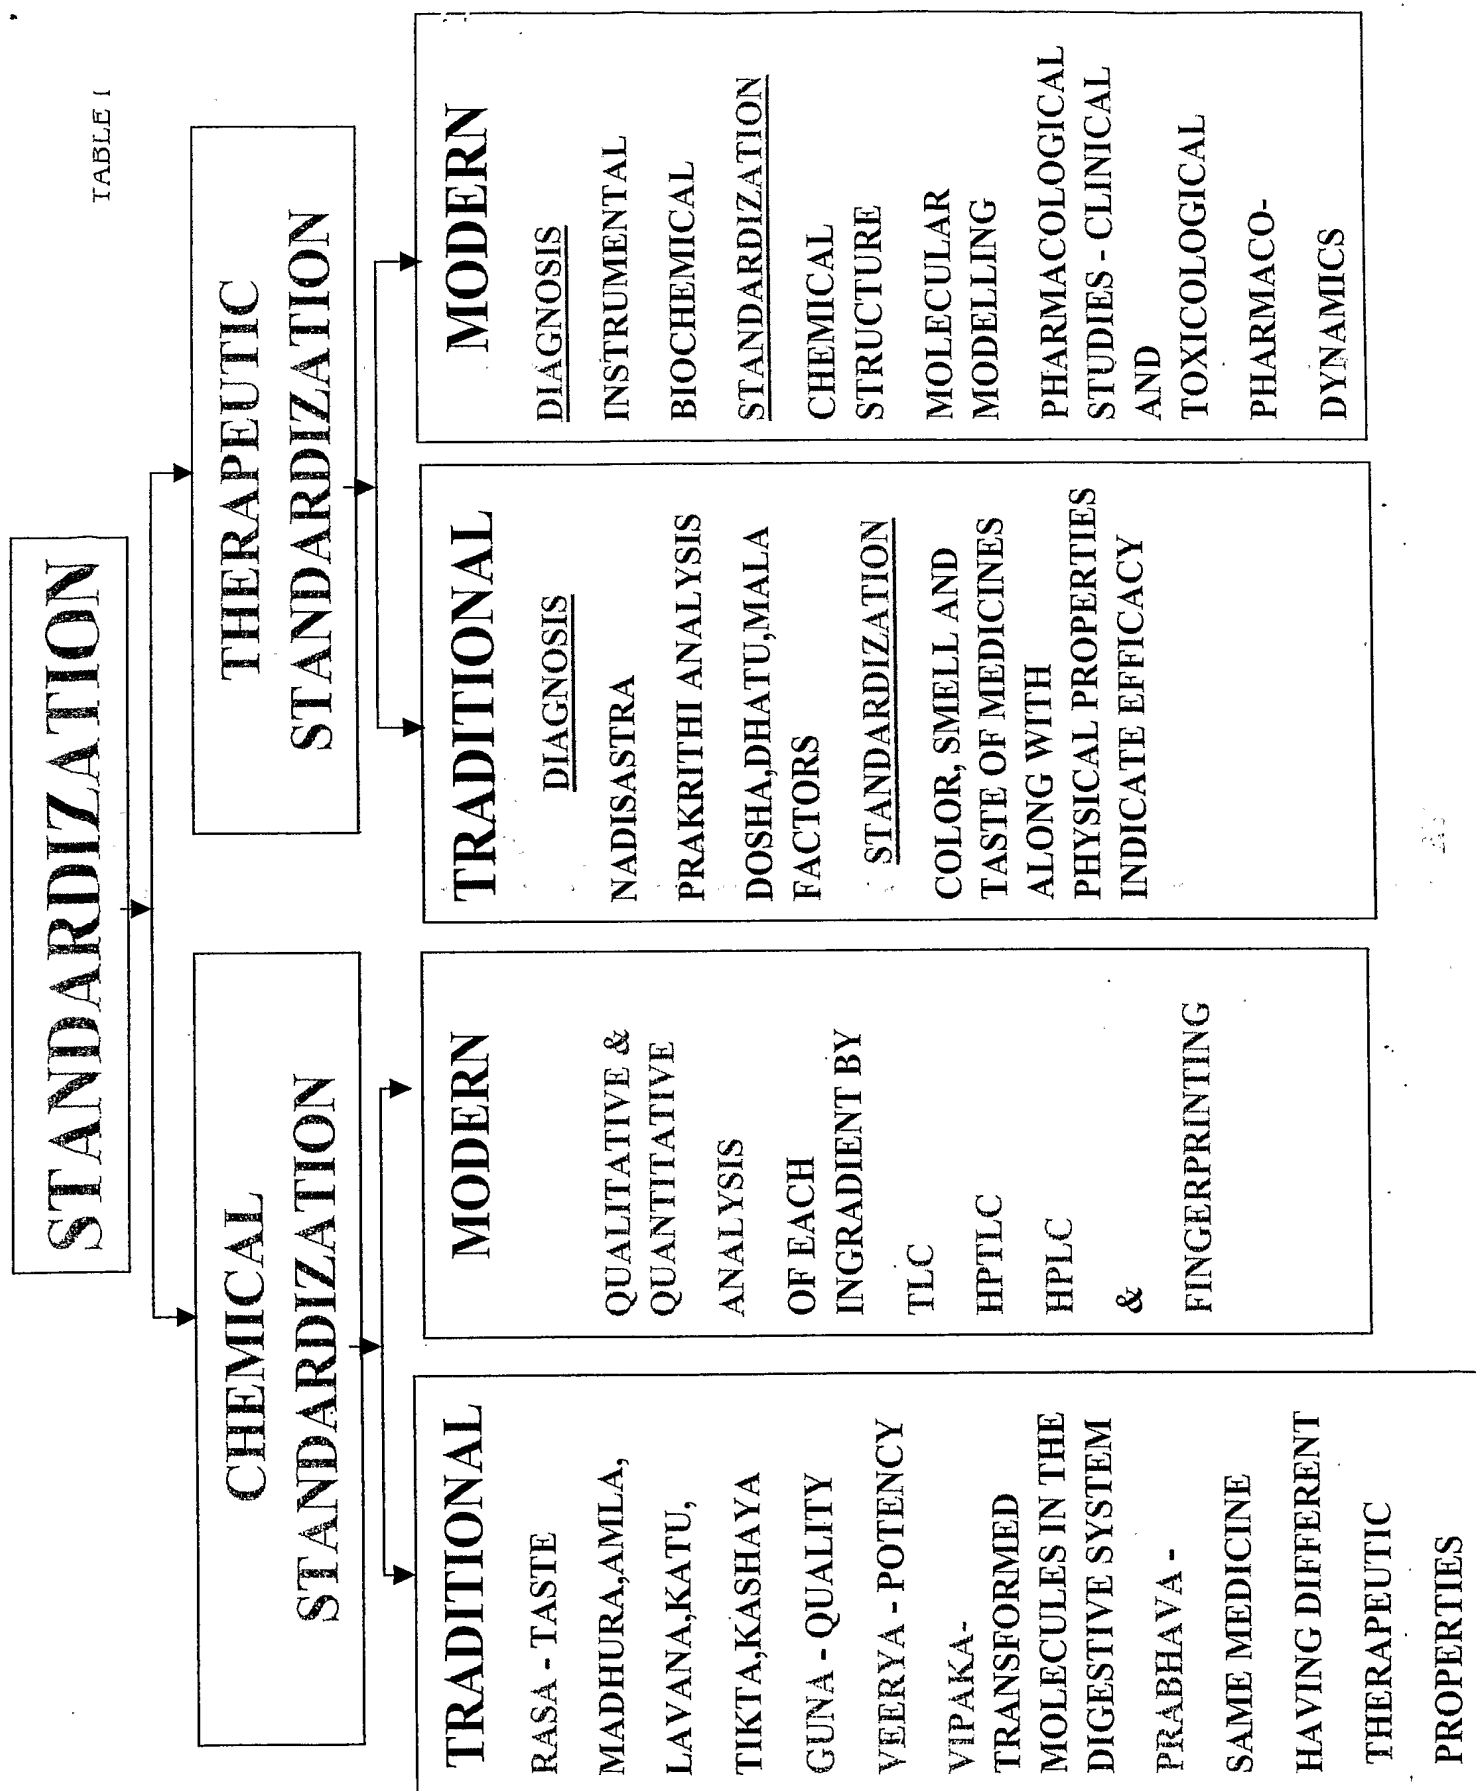 TABLE 1
STANDARDIZATION
CHEMICAL
STANDARDIZATION
THERAPEUTIC
STANDARDIZATION
TRADITIONAL
RASA - TASTE
MADHURA,AMLA,
LAVANA,KATU,
TIKTA,KASHAYA
GUNA - QUALITY
VEERYA - POTENCY
VIPAKA-
TRANSFORMED
MOLECULES IN THE
DIGESTIVE SYSTEM
PRABHAVA -
SAME MEDICINE
HAVING DIFFERENT
THERAPEUTIC
PROPERTIES
MODERN
QUALITATIVE &
QUANTITATIVE
ANALYSIS
OF EACH
INGRADIENT BY
TLC
HPTLC
HPLC
&
FINGERPRINTING
TRADITIONAL
DIAGNOSIS
NADISASTRA
PRAKRITHI ANALYSIS
DOSHA,DHATU,MALA
FACTORS
STANDARDIZATION
COLOR, SMELL AND
TASTE OF MEDICINES
ALONG WITH
PHYSICAL PROPERTIES
INDICATE EFFICACY
MODERN
DIAGNOSIS
INSTRUMENTAL
BIOCHEMICAL
STANDARDIZATION
CHEMICAL
STRUCTURE
MOLECULAR
MODELLING
PHARMACOLOGICAL
STUDIES - CLINICAL
AND
TOXICOLOGICAL
PHARMACO-
DYNAMICS